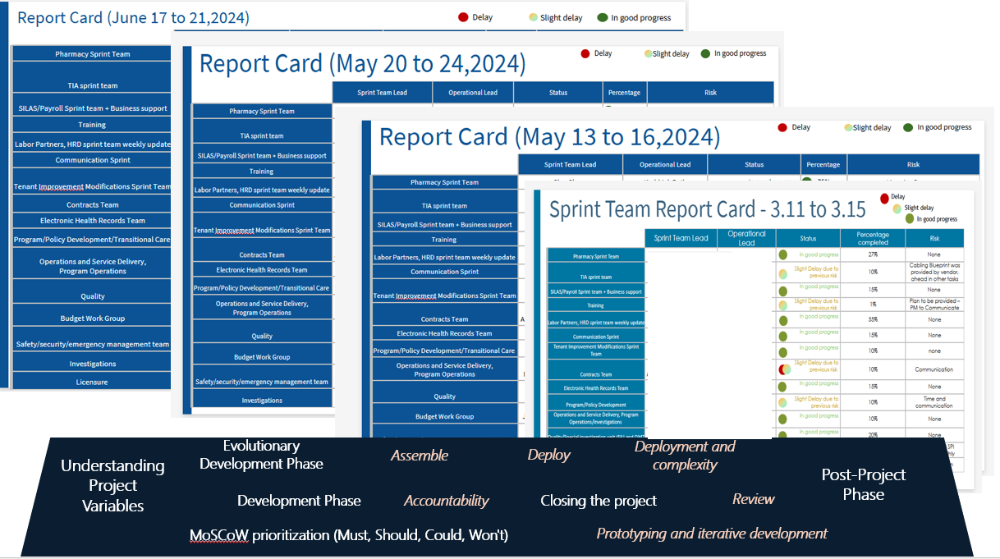 Report Card (June 17 to 21,2024)
Delay
Slight delay
In good progress
Pharmacy Sprint Team
TIA sprint team
SILAS/Payroll Sprint team + Business support
Training
Labor Partners, HRD sprint team weekly update
Communication Sprint
Tenant Improvement Modifications Sprint Team
Contracts Team
Electronic Health Records Team
Program/Policy Development/Transitional Care
Operations and Service Delivery,
Program Operations
Quality
Budget Work Group
Safety/security/emergency management team
Investigations
Licensure
Report Card (May 20 to 24,2024)
Delay
Slight delay
In good progress
Sprint Team Lead
Operational Lead
Status
Percentage
Risk
Pharmacy Sprint Team
TIA sprint team
SILAS/Payroll Sprint team + Business support
Training
Labor Partners, HRD sprint team weekly update
Communication Sprint
Tenant Improvement Modifications Sprint Team
Contracts Team
Electronic Health Records Team
Program/Policy Development/Transitional Care
Operations and Service Delivery,
Program Operations
Quality
Budget Work Group
Safety/security/emergency management team
Investigations
Report Card (May 13 to 16,2024)
Delay
Slight delay
In good progress
Sprint Team Lead
Operational Lead
Status
Percentage
Risk
Pharmacy Sprint Team
TIA sprint team
SILAS/Payroll Sprint team + Business support
Training
Labor Partners, HRD sprint team weekly update
Communication Sprint
Tenant Improvement Modifications Sprint Team
Contracts Team
Electronic Health Records Team
Program/Policy Development/Transitional Care
Operations and Service Delivery,
Program Operations
Quality
Budget Work Group
Sprint Team Report Card - 3.11 to 3.15
Delay
Slight delay
In good progress
Sprint Team Lead
Operational
Lead
Status
Percentage
completed
Risk
Pharmacy Sprint Team
In good progress
27%
None
TIA sprint team
Slight Delay due to
previous risk
10%
Cabling Blueprint was
provided by vendor,
ahead in other tasks
SILAS/Payroll Sprint team + Business support
In good progress
15%
None
Training
Slight Delay due to
previous risk
1%
Plan to be provided –
PM to Communicate
Labor Partners, HRD sprint team weekly update
In good progress
55%
None
Communication Sprint
In good progress
15%
None
Tenant Improvement Modifications Sprint
Team
In good progress
10%
none
Contracts Team
Slight Delay due to
previous risk
10%
Communication
Electronic Health Records Team
In good progress
15%
None
Program/Policy Development
Slight Delay due to
previous risk
10%
Time and
communication
Operations and Service Delivery, Program
Operations/investigations
In good progress
10%
None
In good progress
20%
None
Understanding
Project
Variables
Evolutionary
Development Phase
Assemble
Deploy
Deployment and
complexity
Post-Project
Phase
Development Phase
Accountability
Closing the project
Review
MoSCoW prioritization (Must, Should, Could, Won't)
Prototyping and iterative development